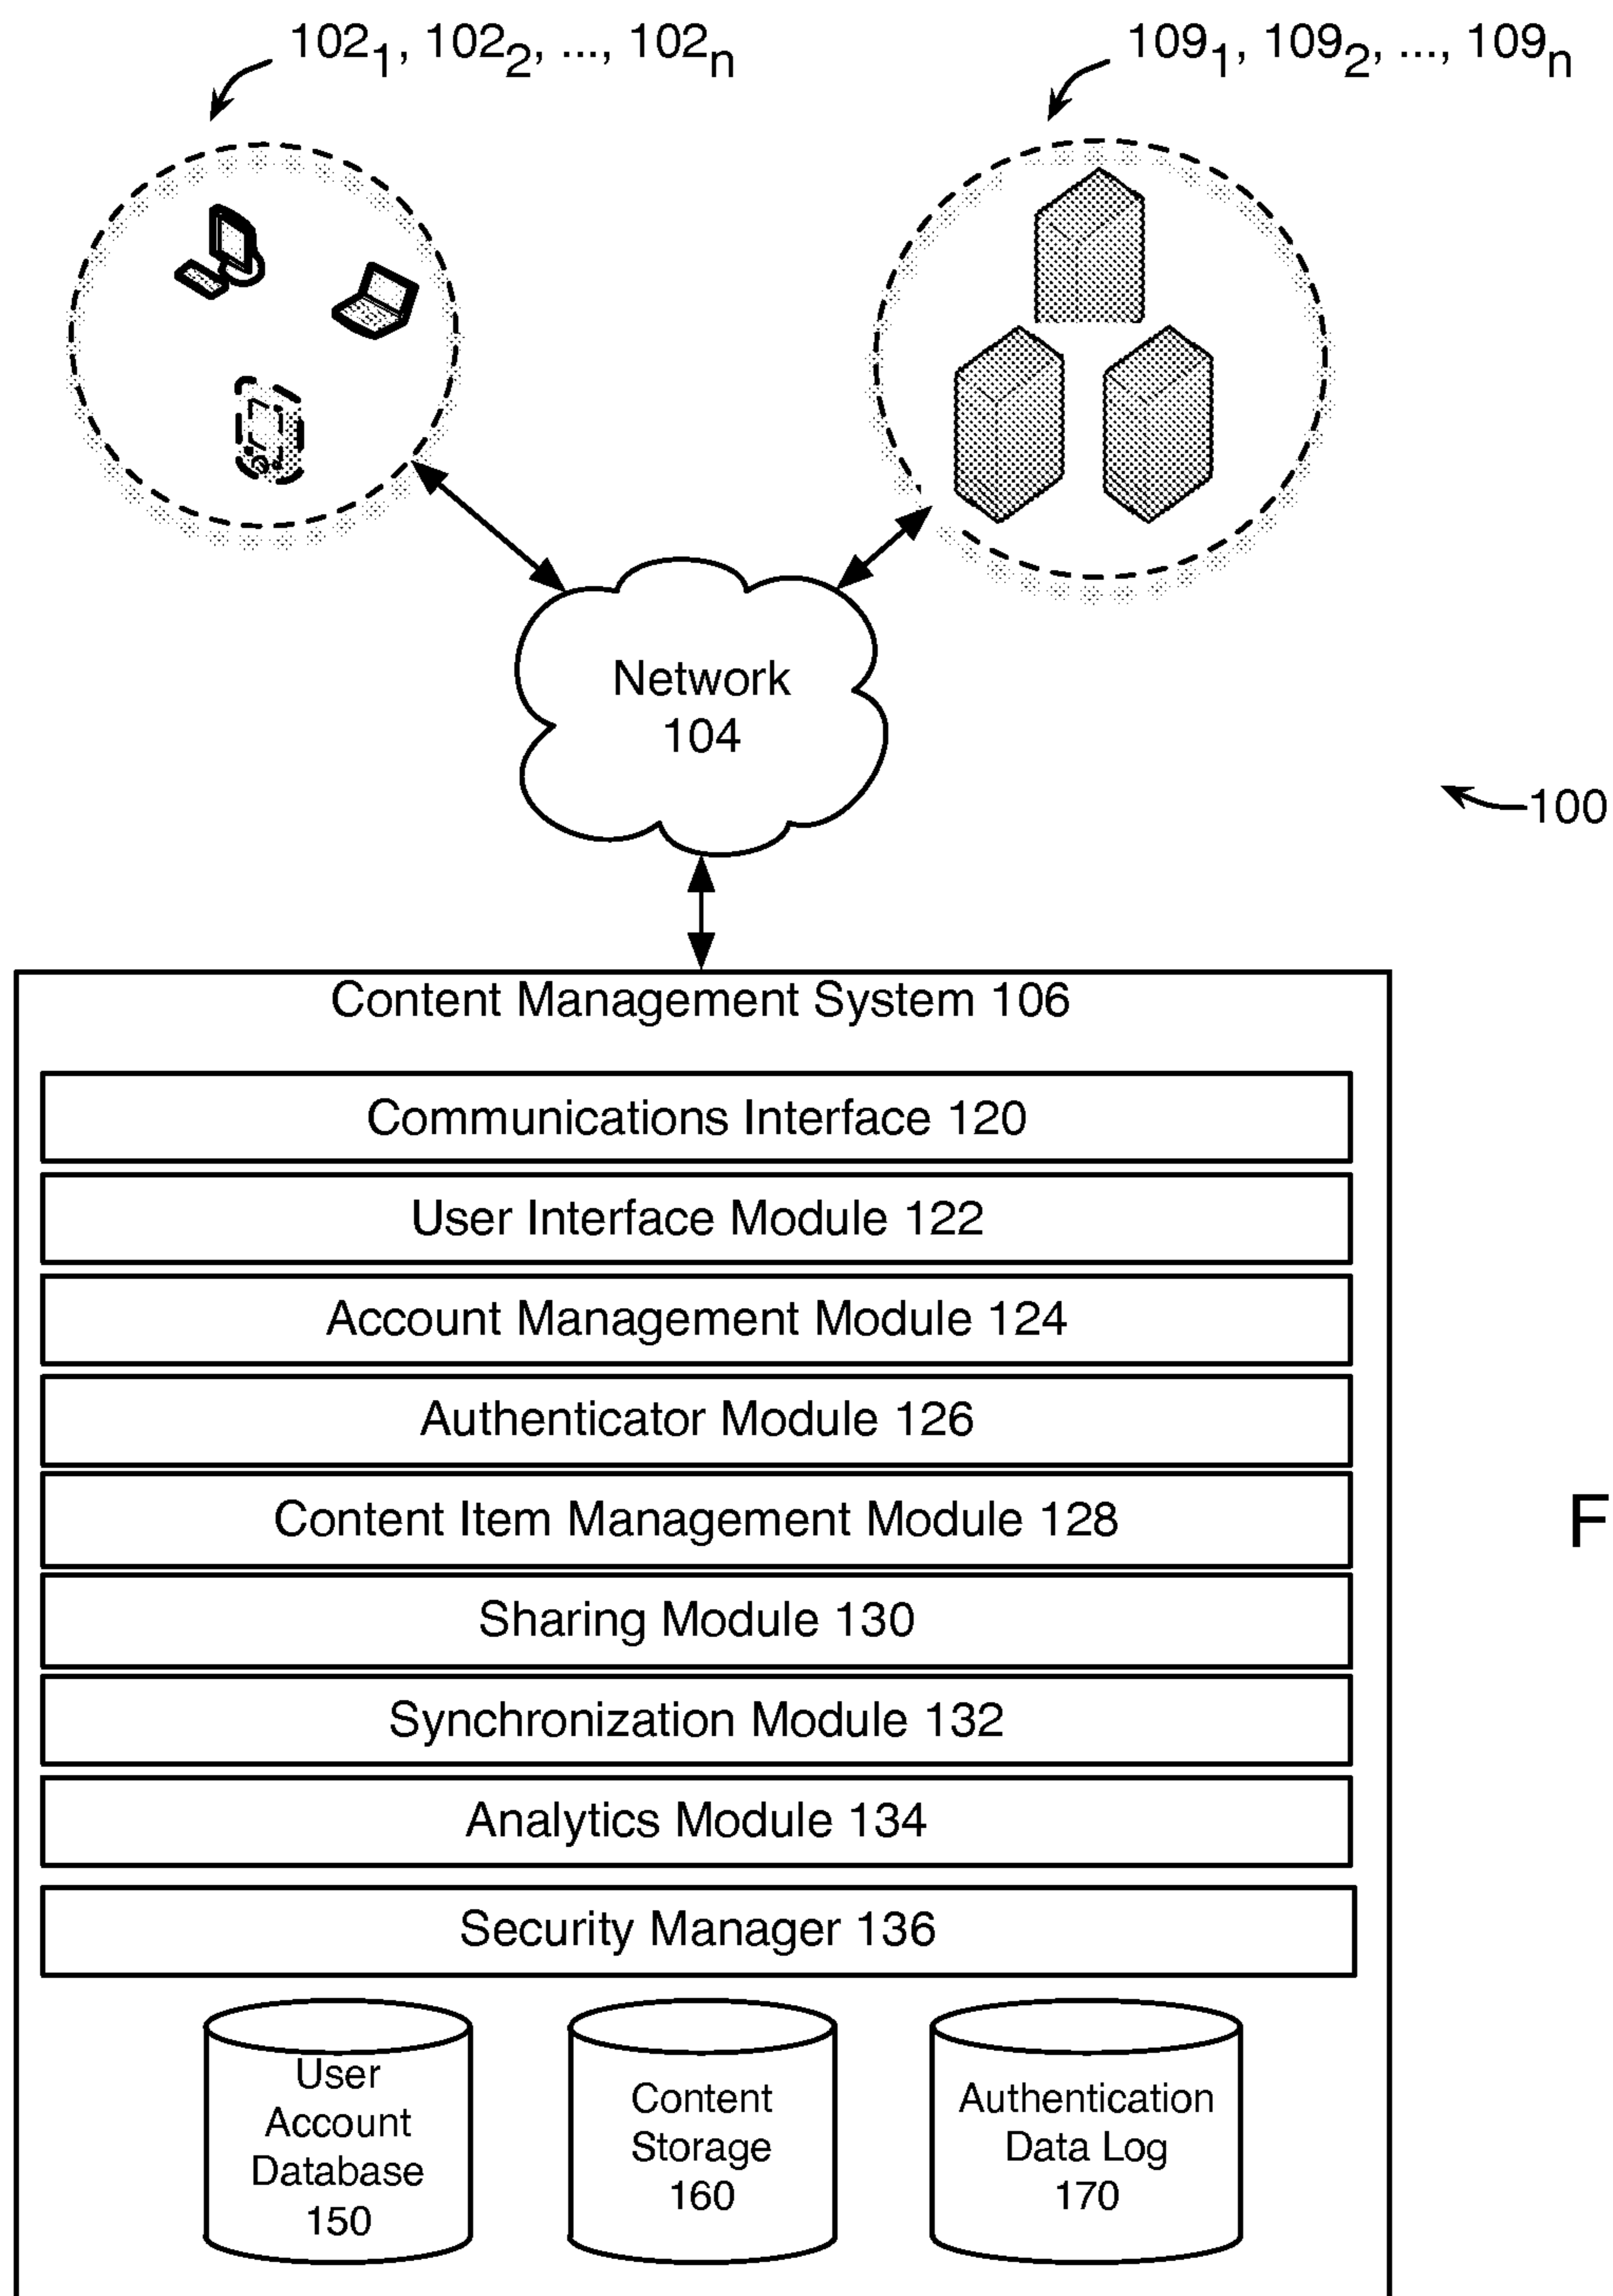 102₁, 102₂, ..., 102ₙ
109₁, 109₂, ..., 109ₙ
Network
104
100
Content Management System 106
Communications Interface 120
User Interface Module 122
Account Management Module 124
Authenticator Module 126
Content Item Management Module 128
F
Sharing Module 130
Synchronization Module 132
Analytics Module 134
Security Manager 136
User
Account
Database
150
Content
Storage
160
Authentication
Data Log
170